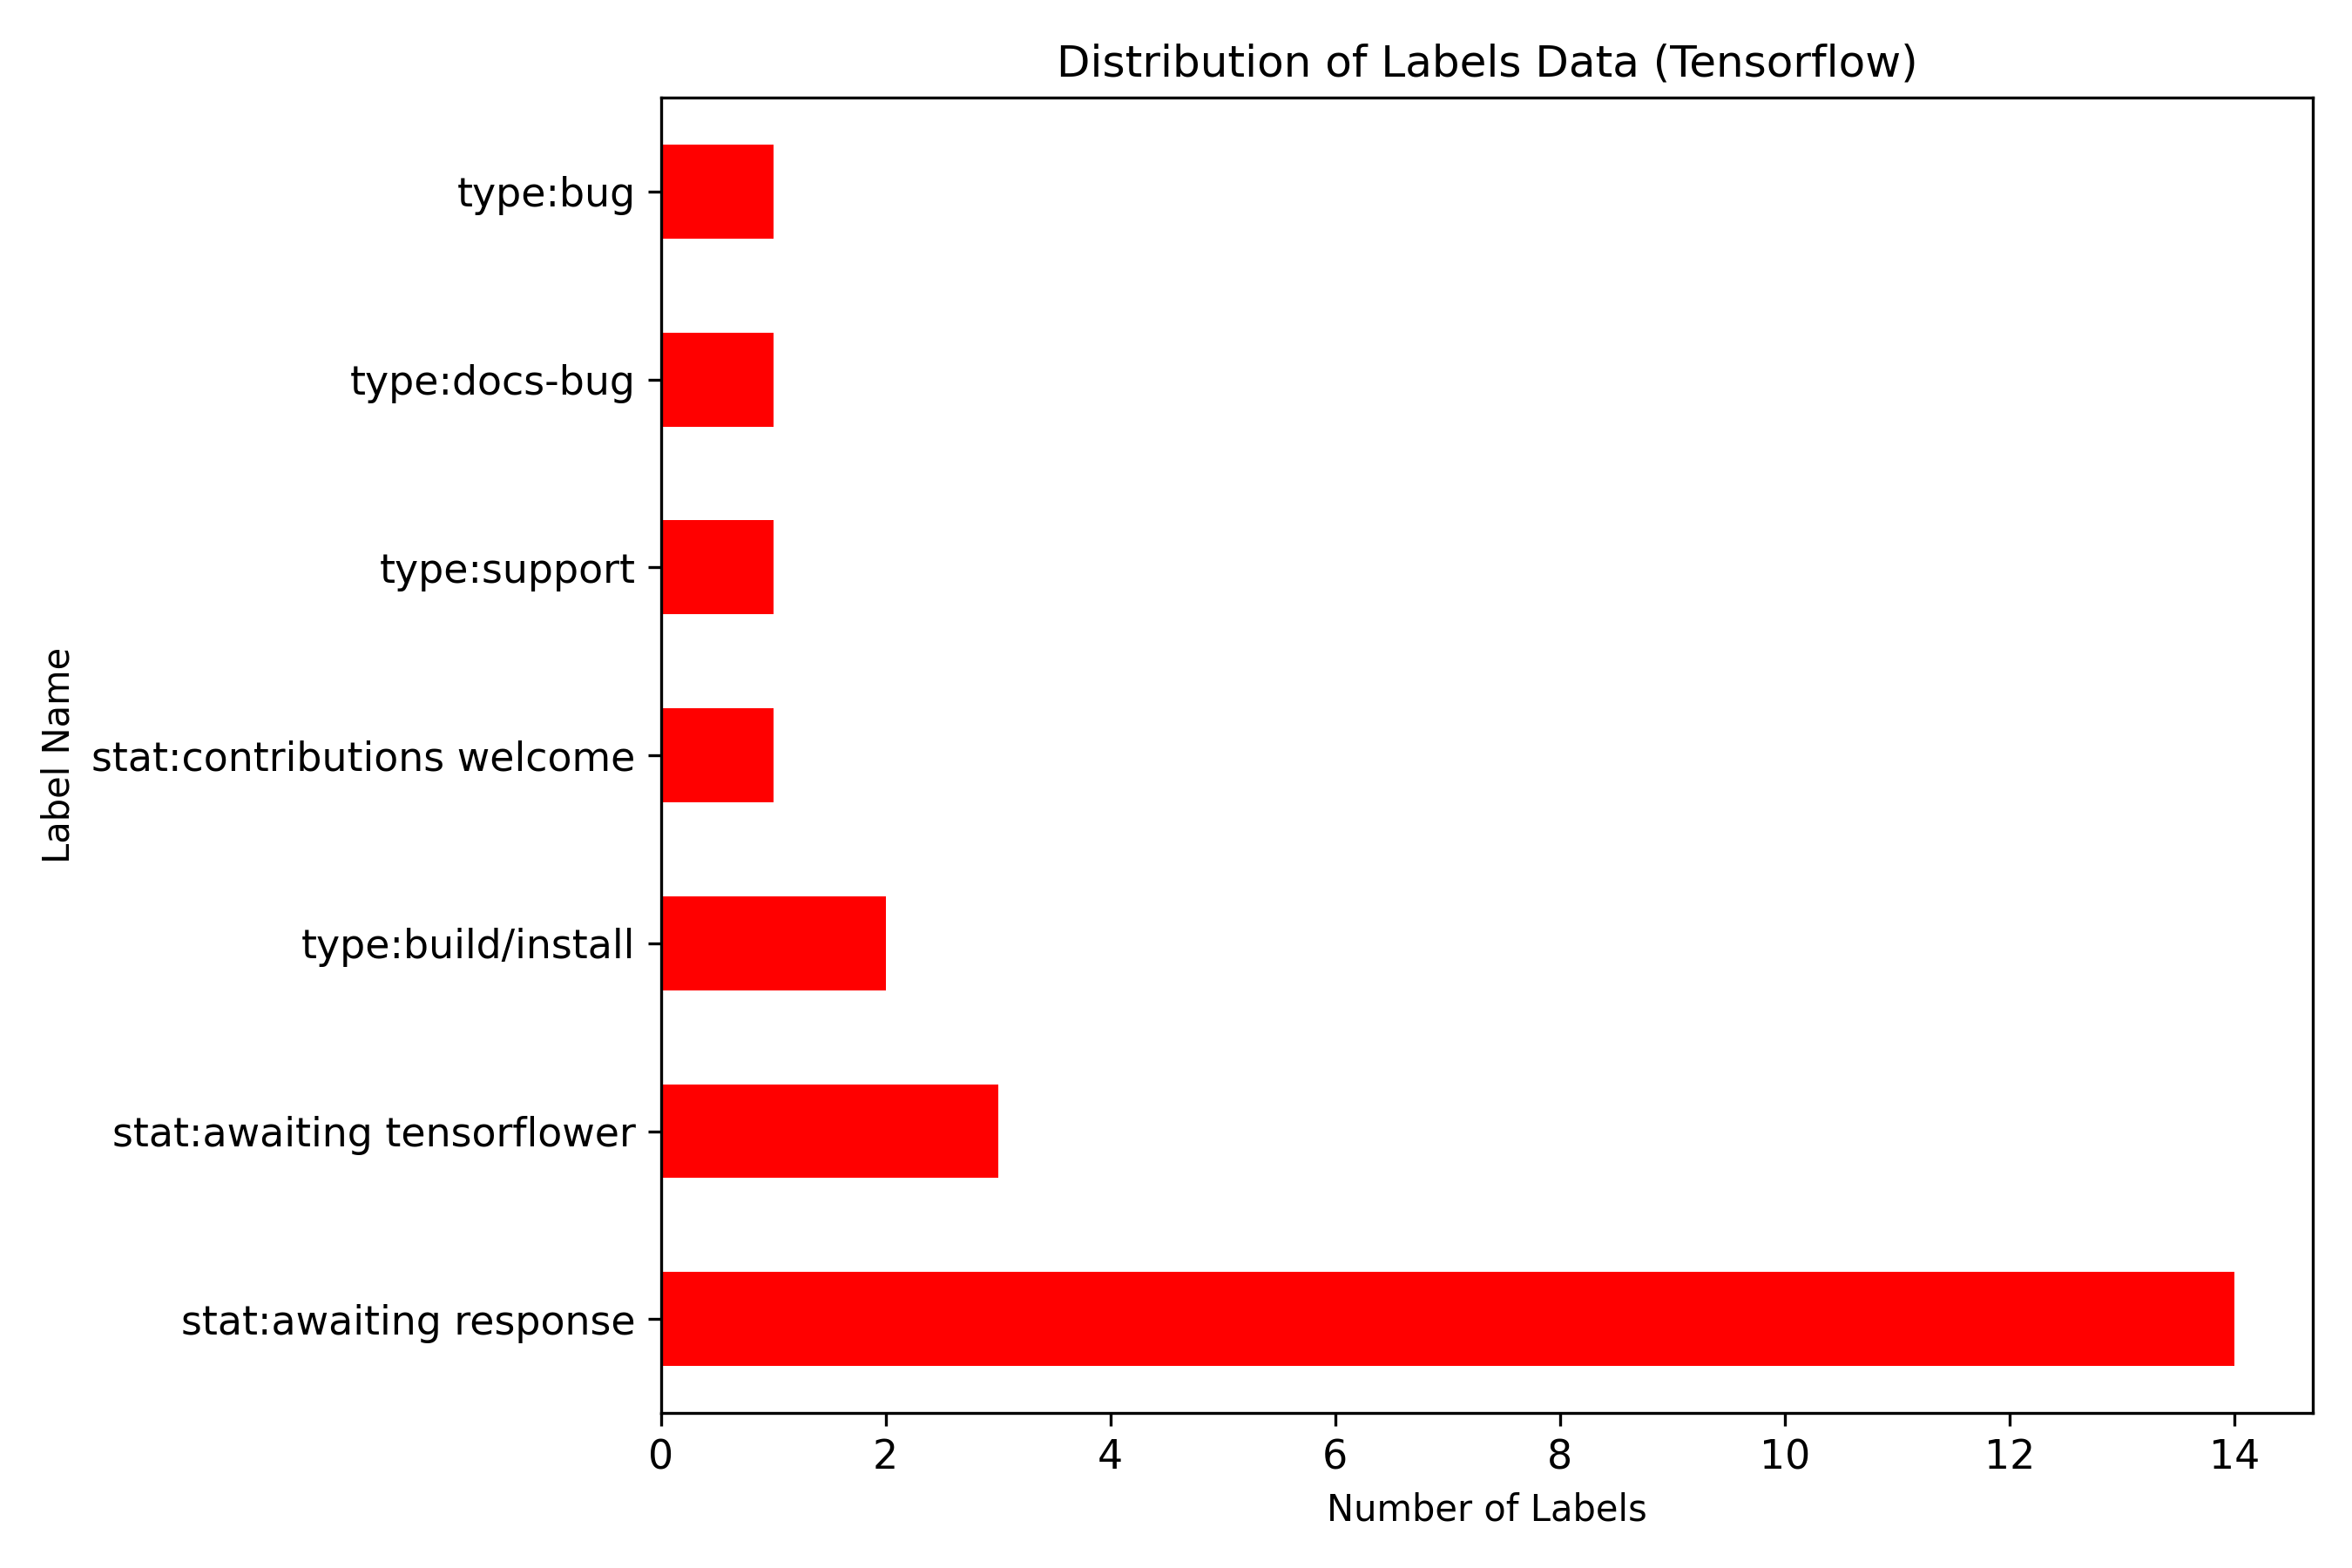 Distribution of Labels Data (Tensorflow)
type:bug
type:docs-bug
type:support
stat:contributions welcome
type:build/install
stat:awaiting tensorflower
stat:awaiting response
Label Name
0 2 4 6 8 10 12 14
Number of Labels